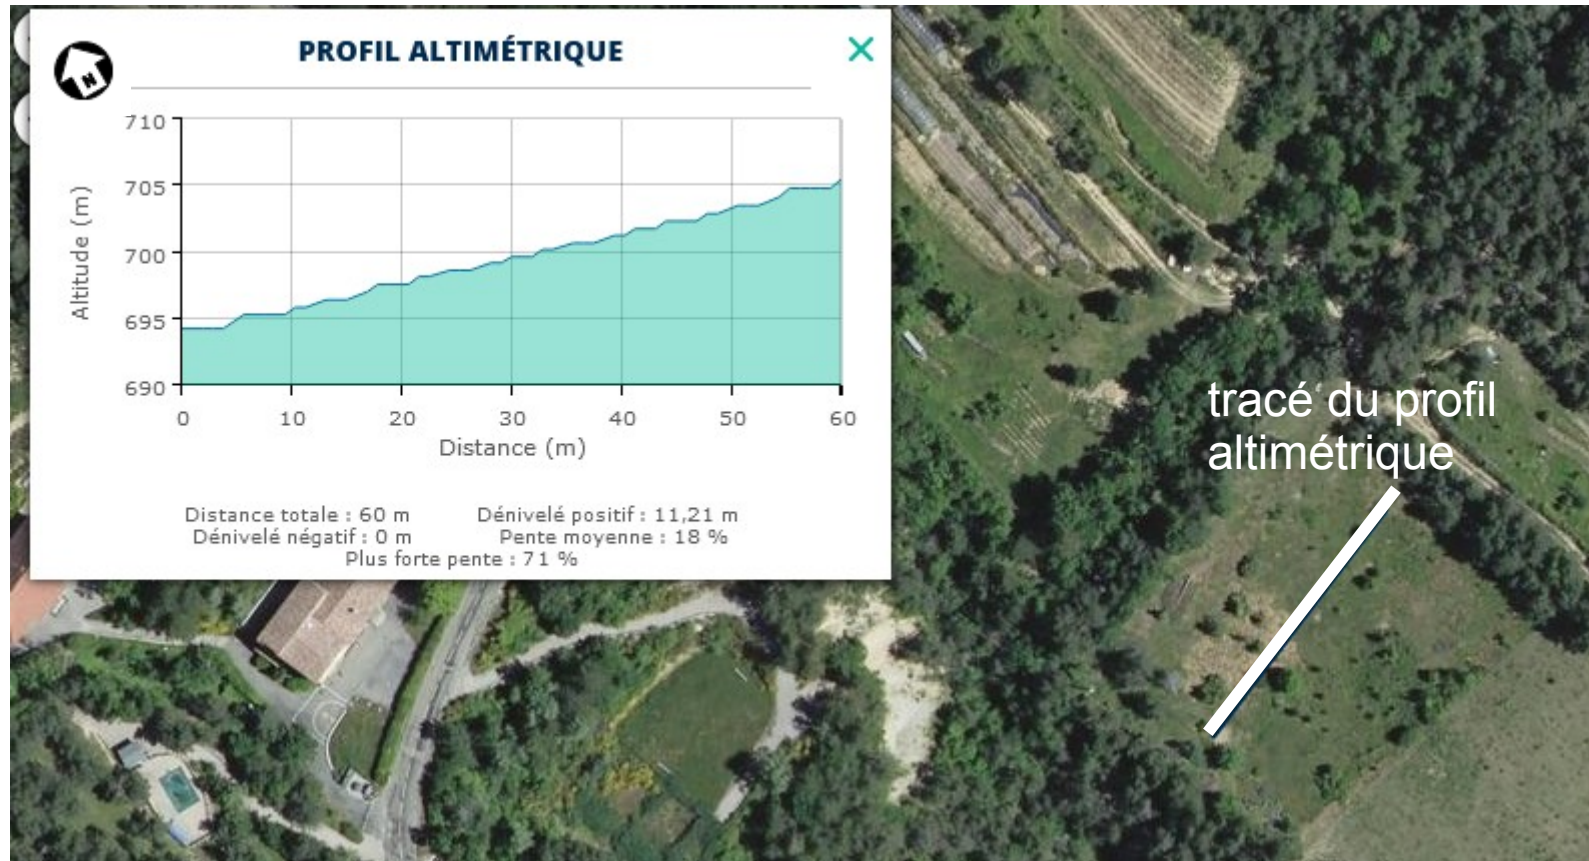 N
PROFIL ALTIMÉTRIQUE
710
705
700
695
690
Altitude (m)
0 10 20 30 40 50 60
Distance (m)
Distance totale : 60 m Dénivelé positif : 11,21 m
Dénivelé négatif : 0 m Pente moyenne : 18 %
Plus forte pente : 71 %
tracé du profil
altimétrique